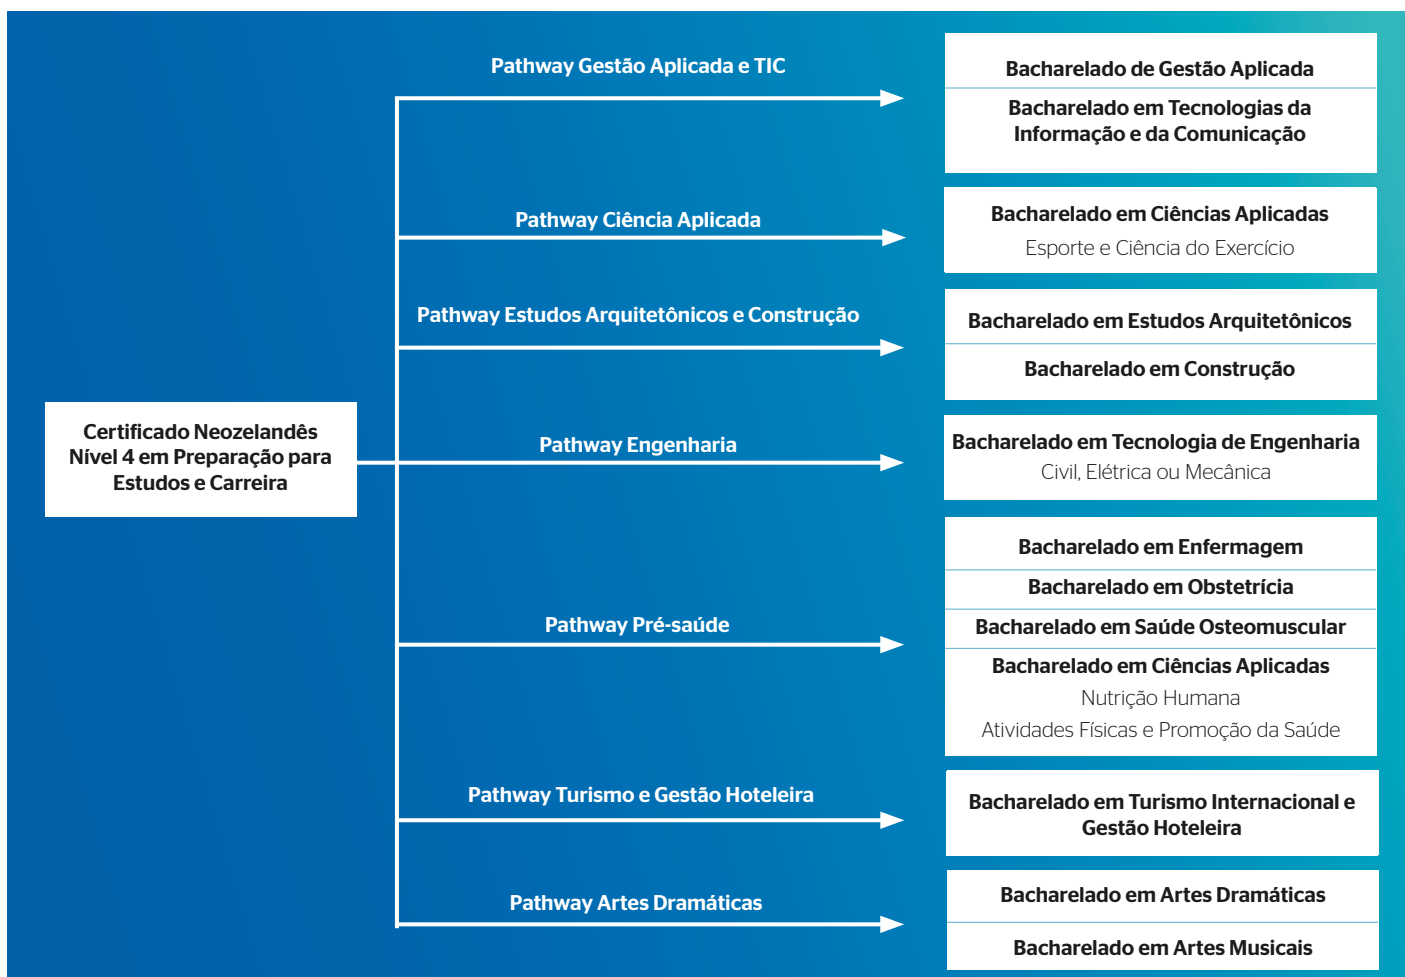 Certificado Neozelandês
Nível 4 em Preparação para
Estudos e Carreira
Pathway Gestão Aplicada e TIC
Bacharelado de Gestão Aplicada
Bacharelado em Tecnologias da
Informação e da Comunicação
Pathway Ciência Aplicada
Bacharelado em Ciências Aplicadas
Esporte e Ciência do Exercício
Pathway Estudos Arquitetônicos e Construção
Bacharelado em Estudos Arquitetônicos
Bacharelado em Construção
Pathway Engenharia
Bacharelado em Tecnologia de Engenharia
Civil, Elétrica ou Mecânica
Pathway Pré-saúde
Bacharelado em Enfermagem
Bacharelado em Obstetrícia
Bacharelado em Saúde Osteomuscular
Bacharelado em Ciências Aplicadas
Nutrição Humana
Atividades Físicas e Promoção da Saúde
Pathway Turismo e Gestão Hoteleira
Bacharelado em Turismo Internacional e
Gestão Hoteleira
Pathway Artes Dramáticas
Bacharelado em Artes Dramáticas
Bacharelado em Artes Musicais